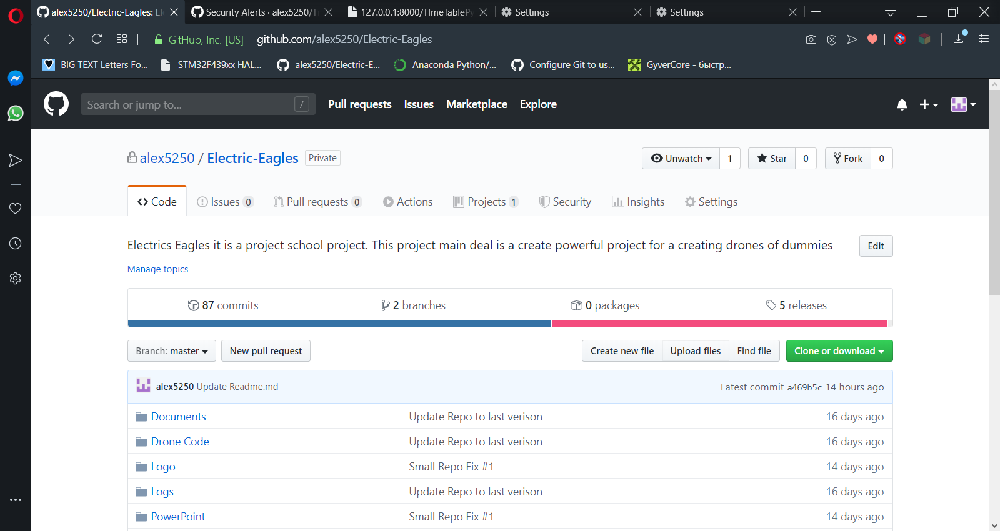 alex5250/Electric-Eagles: El
Security Alerts · alex5250/TI
127.0.0.1:8000/TImeTablePy
Settings
Settings
GitHub, Inc. [US]
github.com/alex5250/Electric-Eagles
BIG TEXT Letters Fo...
STM32F439xx HAL...
alex5250/Electric-E...
Anaconda Python/...
Configure Git to us...
GyverCore - быстр...
Search or jump to... /
Pull requests
Issues
Marketplace
Explore
alex5250 / Electric-Eagles Private
Unwatch 1
Star 0
Fork 0
Code
Issues 0
Pull requests 0
Actions
Projects 1
Security
Insights
Settings
Electrics Eagles it is a project school project. This project main deal is a create powerful project for a creating drones of dummies
Edit
Manage topics
87 commits
2 branches
0 packages
5 releases
Branch: master
New pull request
Create new file
Upload files
Find file
Clone or download
alex5250 Update Readme.md
Latest commit a469b5c 14 hours ago
Documents Update Repo to last verison 16 days ago
Drone Code Update Repo to last verison 16 days ago
Logo Small Repo Fix #1 14 days ago
Logs Update Repo to last verison 16 days ago
PowerPoint Small Repo Fix #1 14 days ago